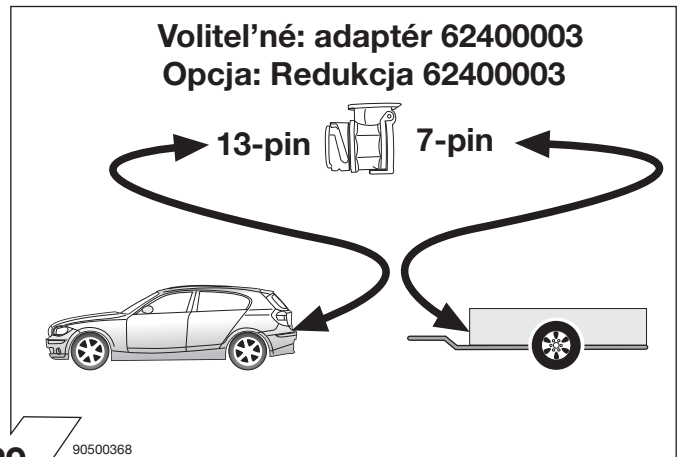 Volitel'né: adaptér 62400003
Opcja: Redukcja 62400003
13-pin 7-pin
90500368